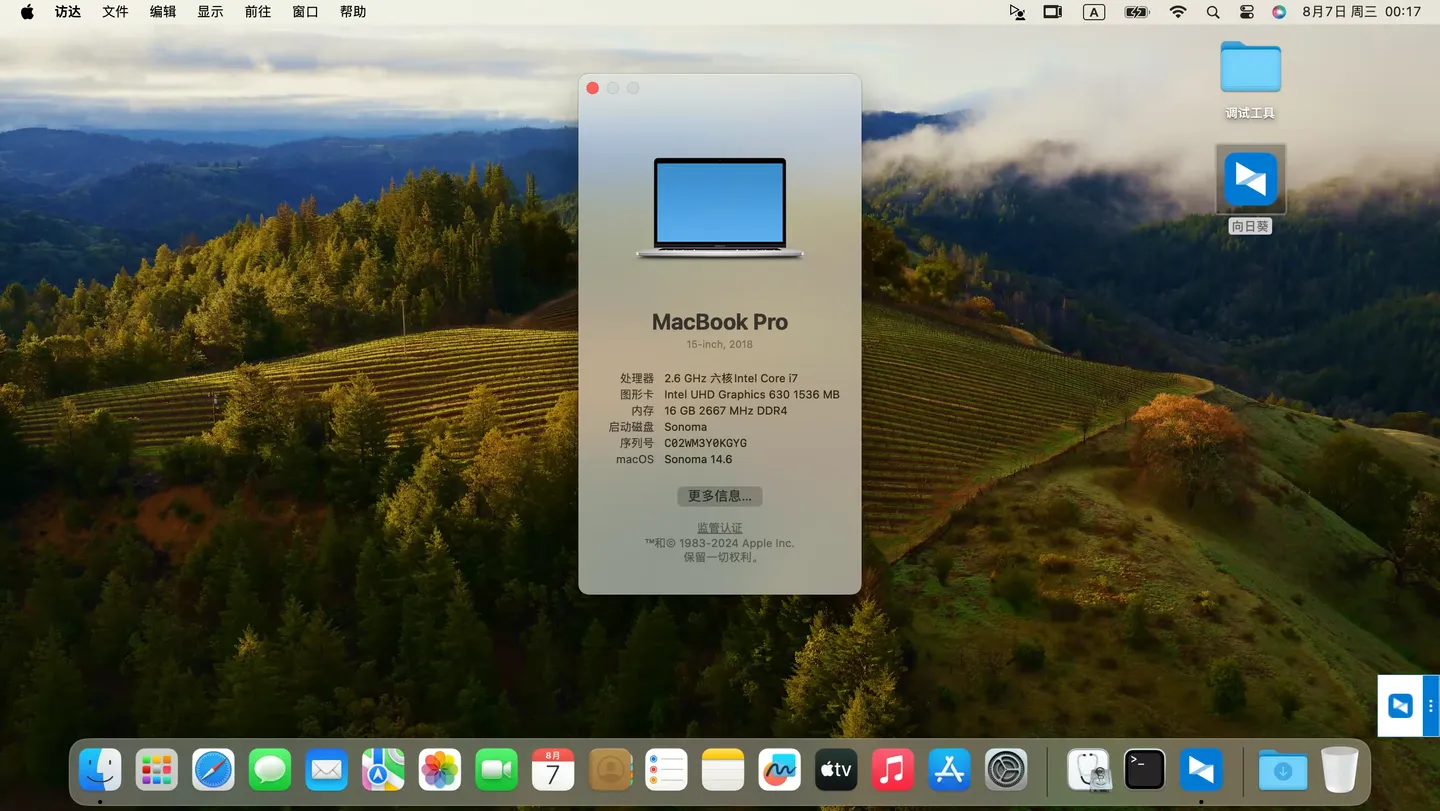 访达 文件 编辑 显示 前往 窗口 帮助 A 8月7日 周三 00:17
调试工具
向日葵
MacBook Pro
15-inch, 2018
处理器 2.6 GHz 六核Intel Core i7
图形卡 Intel UHD Graphics 630 1536 MB
内存 16 GB 2667 MHz DDR4
启动磁盘 Sonoma
序列号 C02WM3Y0KGYG
macOS Sonoma 14.6
更多信息...
监管认证
™和© 1983-2024 Apple Inc.
保留一切权利。
8月
7
tv
>_